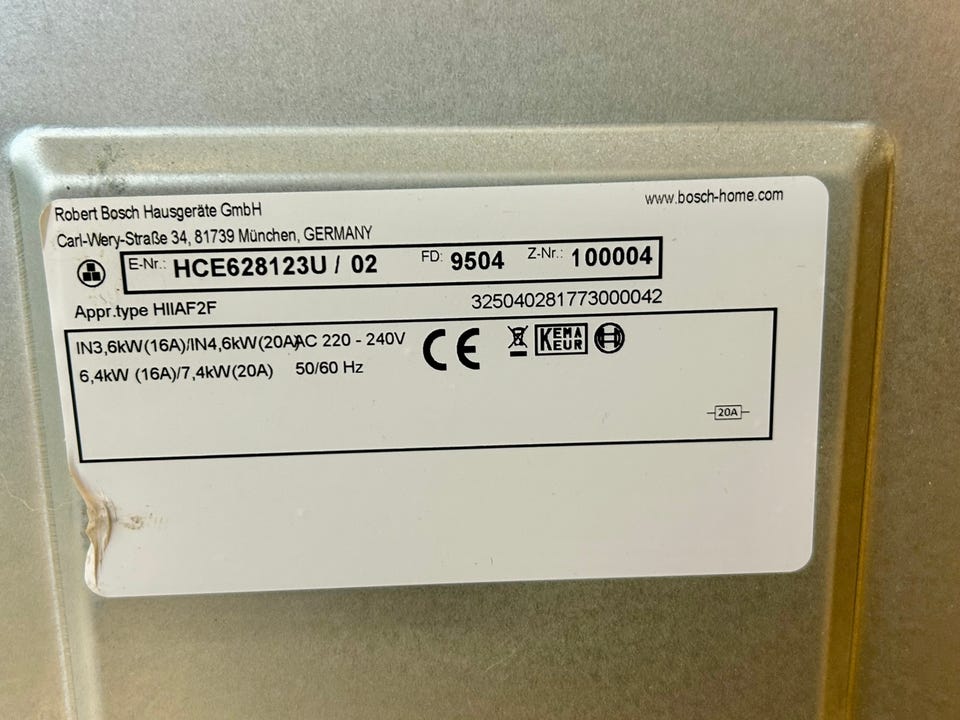 Robert Bosch Hausgeräte GmbH
www.bosch-home.com
Carl-Wery-Straße 34, 81739 München, GERMANY
E-Nr.: HCE628123U / 02 FD: 9504 Z-Nr.: 100004
Appr.type HIIAF2F 325040281773000042
IN3,6kW(16A)/IN4,6kW(20A)AC 220 - 240V
6,4kW (16A)/7,4kW(20A) 50/60 Hz
CE
KEMA
EUR
20A